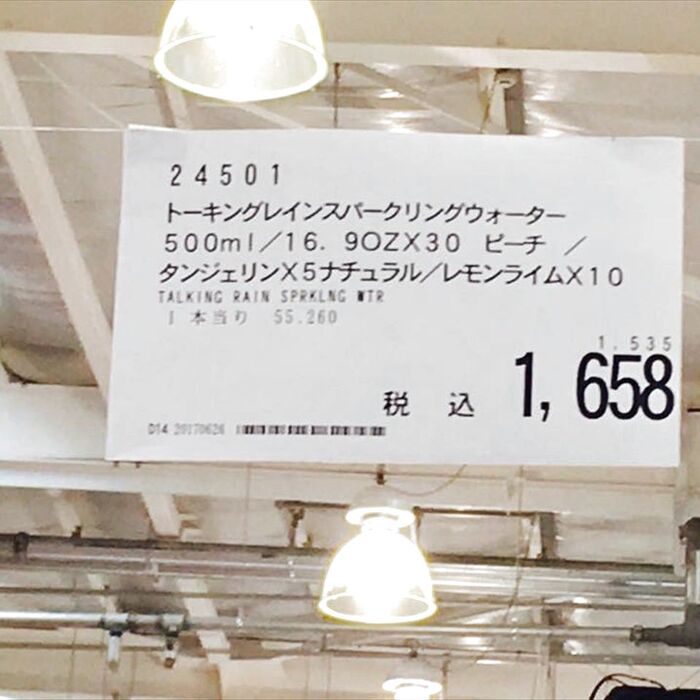 24501
トーキングレインスパークリングウォーター
500ml/16. 9OZX30 ピーチ /
タンジェリンX5ナチュラル/レモンライムX10
TALKING RAIN SPRKLNG WTR
1 本当り 55.260
1,535
税 込 1,658
D14 20170626